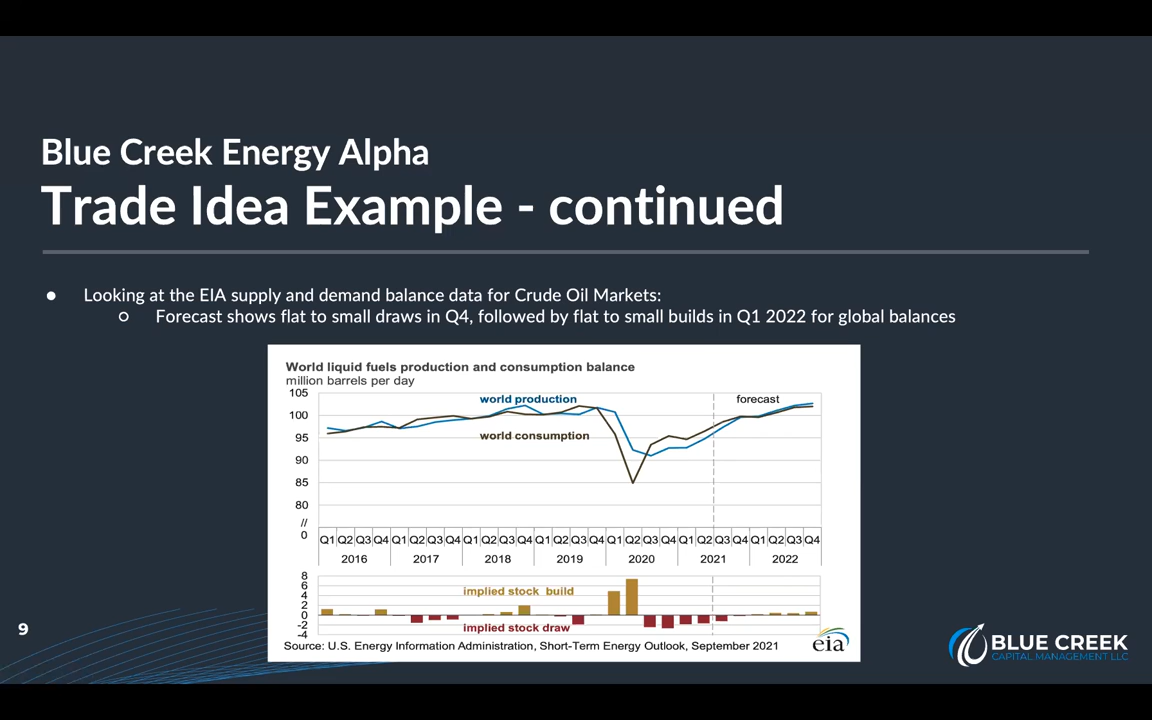 Blue Creek Energy Alpha
Trade Idea Example - continued
● Looking at the EIA supply and demand balance data for Crude Oil Markets:
○ Forecast shows flat to small draws in Q4, followed by flat to small builds in Q1 2022 for global balances
World liquid fuels production and consumption balance
million barrels per day
105
100
95
90
85
80
//
0
world production
forecast
world consumption
Q1 Q2 Q3 Q4 Q1 Q2 Q3 Q4 Q1 Q2 Q3 Q4 Q1 Q2 Q3 Q4 Q1 Q2 Q3 Q4 Q1 Q2 Q3 Q4 Q1 Q2 Q3 Q4
2016 2017 2018 2019 2020 2021 2022
8
6
4
2
0
-2
-4
implied stock build
implied stock draw
Source: U.S. Energy Information Administration, Short-Term Energy Outlook, September 2021
eia
9
BLUE CREEK
CAPITAL MANAGEMENT LLC